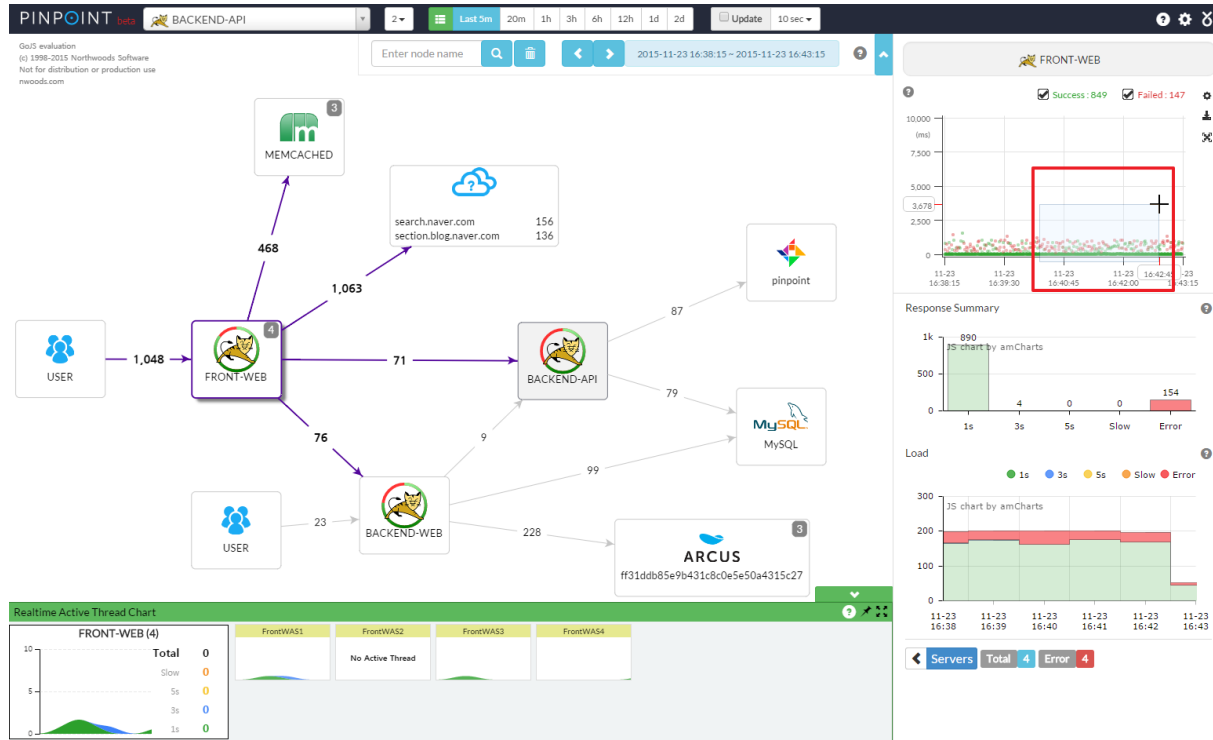 PINPOINT beta
BACKEND-API
2
Last 5m 20m 1h 3h 6h 12h 1d 2d
Update 10 sec
GoJS evaluation
(c) 1998-2015 Northwoods Software
Not for distribution or production use
nwoods.com
Enter node name
2015-11-23 16:38:15 ~ 2015-11-23 16:43:15
3
MEMCACHED
search.naver.com 156
section.blog.naver.com 136
468
1,063
pinpoint
87
USER
1,048
4
FRONT-WEB
71
BACKEND-API
79
MySQL
MySQL
76
9
99
USER
23
BACKEND-WEB
228
3
ARCUS
ff31ddb85e9b431c8c0e5e50a4315c27
Realtime Active Thread Chart
FRONT-WEB (4)
10
5
0
Total 0
Slow 0
5s 0
3s 0
1s 0
FrontWAS1
FrontWAS2
No Active Thread
FrontWAS3
FrontWAS4
FRONT-WEB
Success : 849 Failed : 147
10,000
(ms)
7,500
5,000
3,678
2,500
0
11-23 11-23 11-23 11-23 16:42:45 -23
16:38:15 16:39:30 16:40:45 16:42:00 16:43:15
Response Summary
JS chart by amCharts
1k
500
0
890 4 0 0 154
1s 3s 5s Slow Error
Load
1s 3s 5s Slow Error
JS chart by amCharts
300
200
100
0
11-23 11-23 11-23 11-23 11-23 11-23
16:38 16:39 16:40 16:41 16:42 16:43
Servers Total 4 Error 4